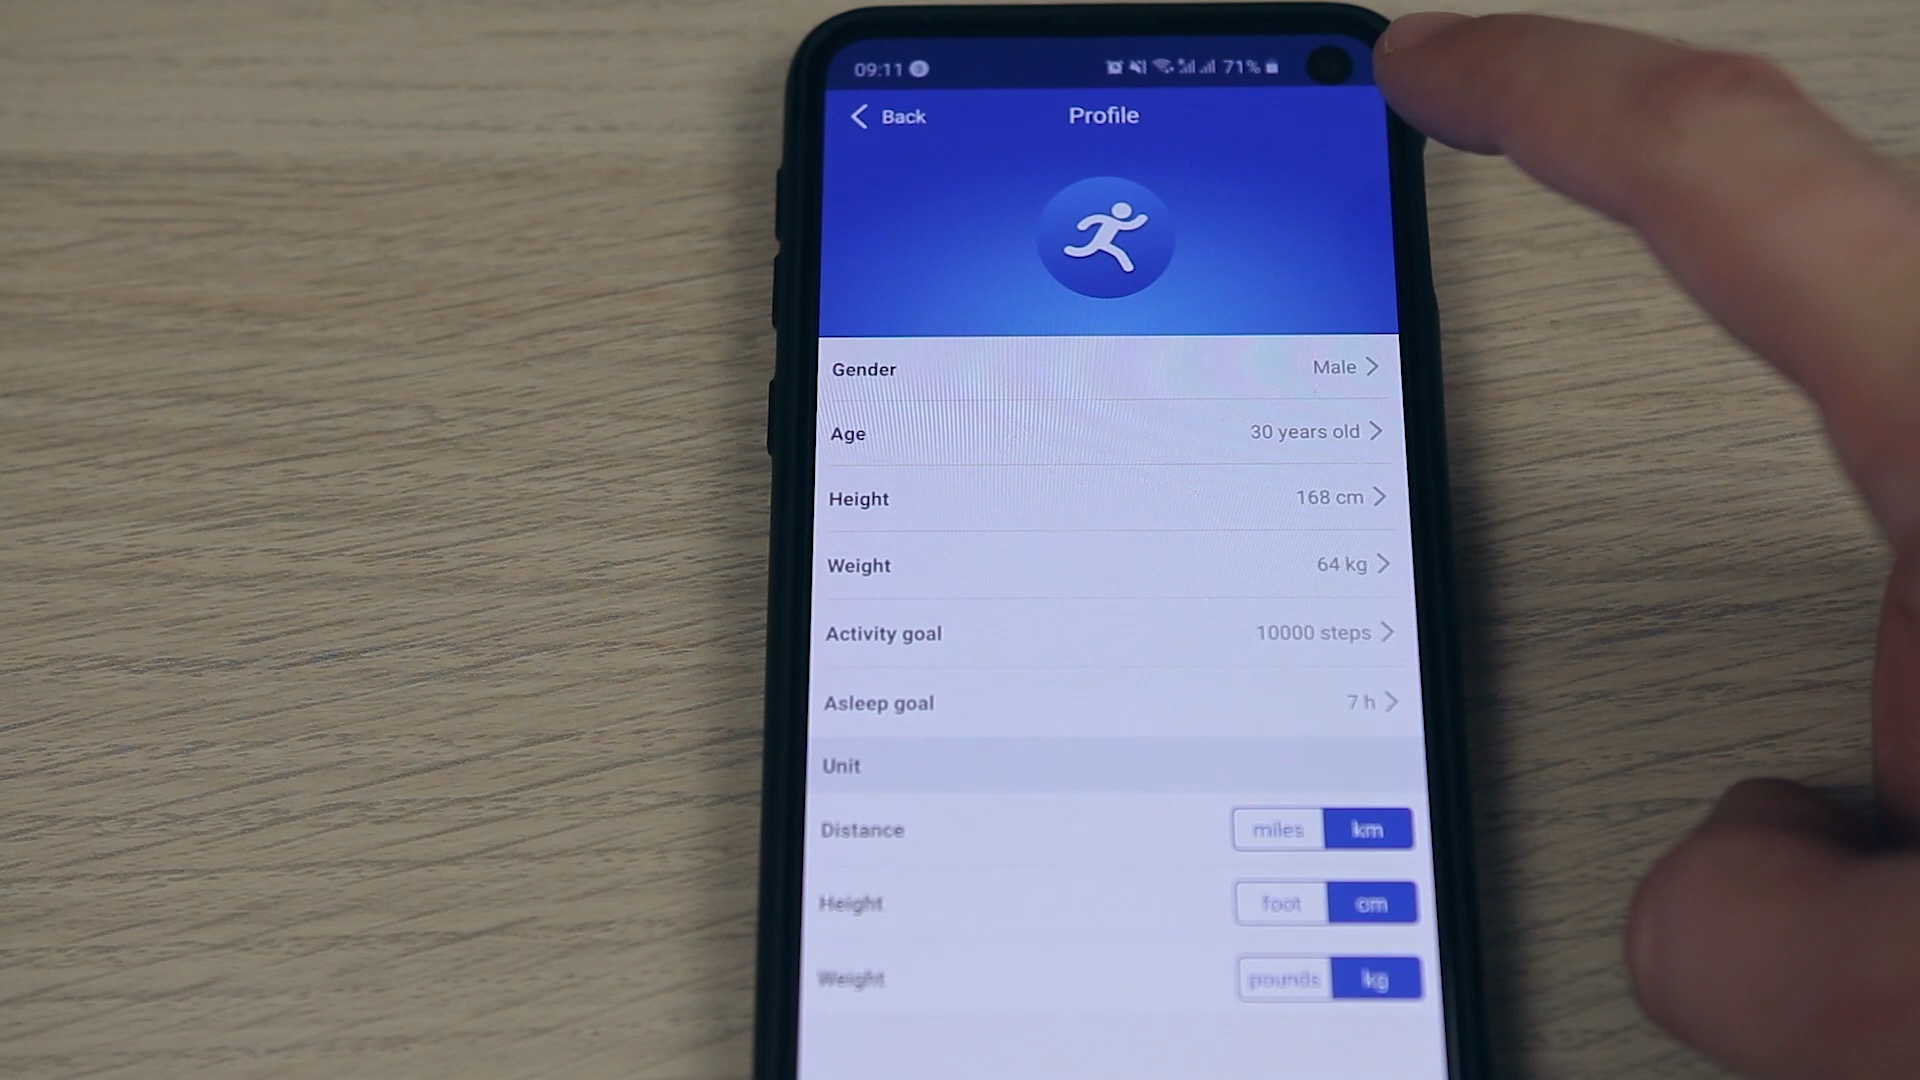 09:11 71%
Back Profile
Gender Male
Age 30 years old
Height 168 cm
Weight 64 kg
Activity goal 10000 steps
Asleep goal 7 h
Unit
Distance miles km
Height foot cm
Weight pounds kg